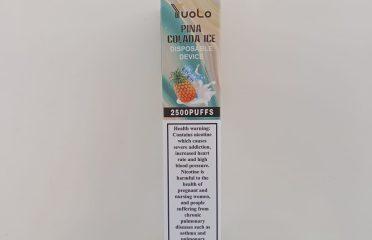 YuoLo
PINA
COLADA ICE
DISPOSABLE
DEVICE
2500PUFFS
Health warning:
Contains nicotine
which causes
severe addiction,
increased heart
rate and high
blood pressure.
Nicotine is
harmful to the
health of
pregnant and
nursing women,
and people
suffering from
chronic
pulmonary
diseases such as
asthma and
pulmonary